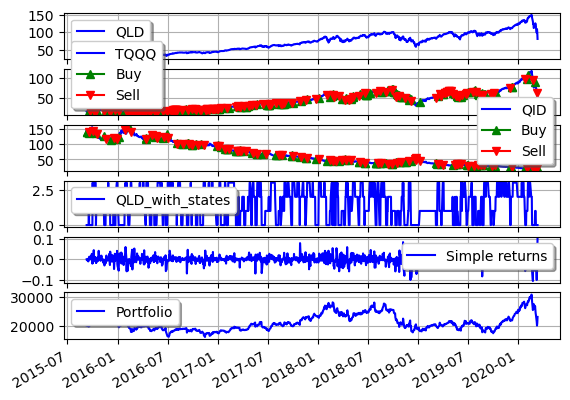 150
100
50
QLD
TQQQ
Buy
Sell
100
50
QID
Buy
Sell
150
100
50
2.5
0.0
QLD_with_states
0.1
0.0
−0.1
Simple returns
30000
20000
Portfolio
2015-07
2016-01
2016-07
2017-01
2017-07
2018-01
2018-07
2019-01
2019-07
2020-01